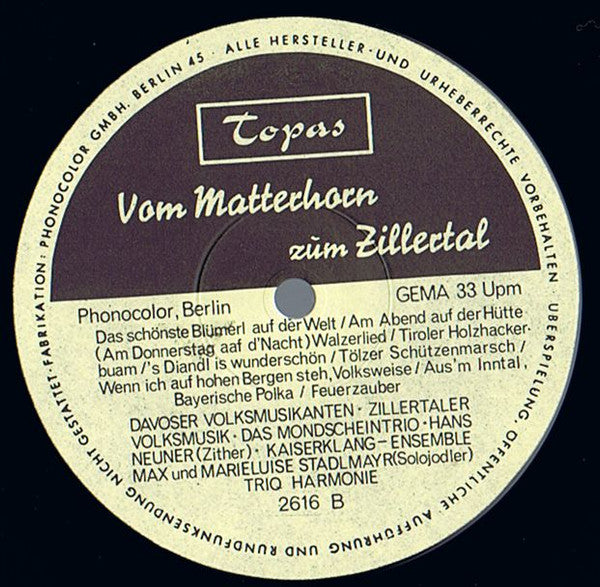 FABRIKATION: PHONOCOLOR GMBH. BERLIN 45 · ALLE HERSTELLER- UND URHEBERRECHTE VORBEHALTEN ÜBERSPIELUNG, ÖFFENTLICHE AUFFÜHRUNG UND RUNDFUNKSENDUNG NICHT GESTATTET·
Topas
Vom Matterhorn
zum Zillertal
Phonocolor, Berlin
GEMA 33 Upm
Das schönste Blümerl auf der Welt / Am Abend auf der Hütte
(Am Donnerstag aaf d'Nacht) Walzerlied / Tiroler Holzhacker-
buam / 's Diandl is wunderschön / Tölzer Schützenmarsch /
Wenn ich auf hohen Bergen steh, Volksweise / Aus'm Inntal,
Bayerische Polka / Feuerzauber
DAVOSER VOLKSMUSIKANTEN · ZILLERTALER
VOLKSMUSIK · DAS MONDSCHEINTRIO · HANS
NEUNER (Zither) · KAISERKLANG-ENSEMBLE
MAX und MARIELUISE STADLMAYR (Solojodler)
TRIO HARMONIE
2616 B